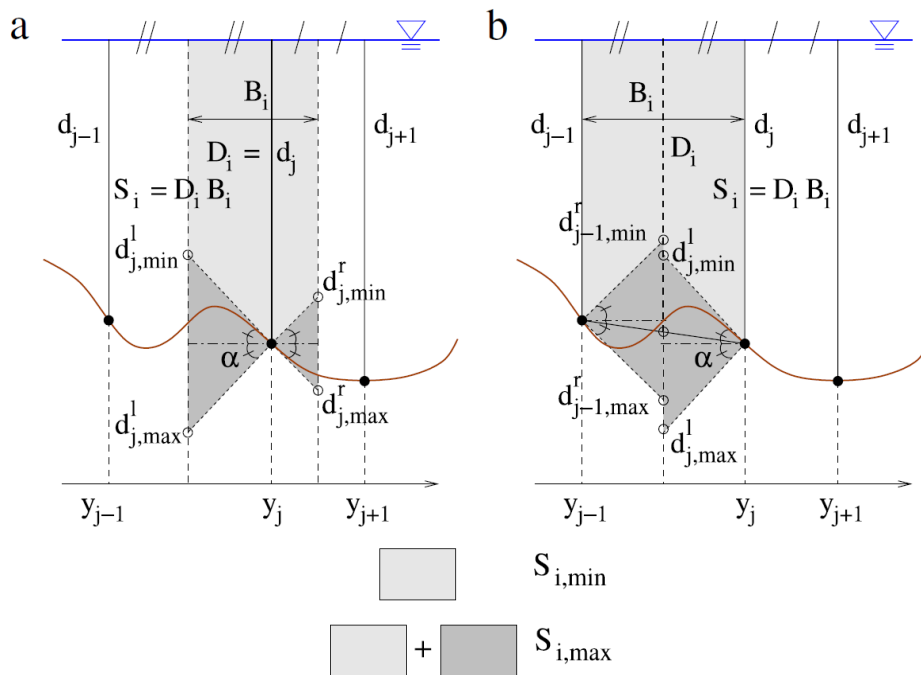 a
b
B_i
B_i
d_{j-1}
d_{j+1}
d_{j-1}
d_j
d_{j+1}
D_i = d_j
D_i
S_i = D_i B_i
S_i = D_i B_i
d^l_{j,min}
d^r_{j,min}
d^r_{j-1,min}
d^l_{j,min}
α
α
d^l_{j,max}
d^r_{j,max}
d^r_{j-1,max}
d^l_{j,max}
y_{j-1}
y_j
y_{j+1}
y_{j-1}
y_j
y_{j+1}
S_{i,min}
+
S_{i,max}